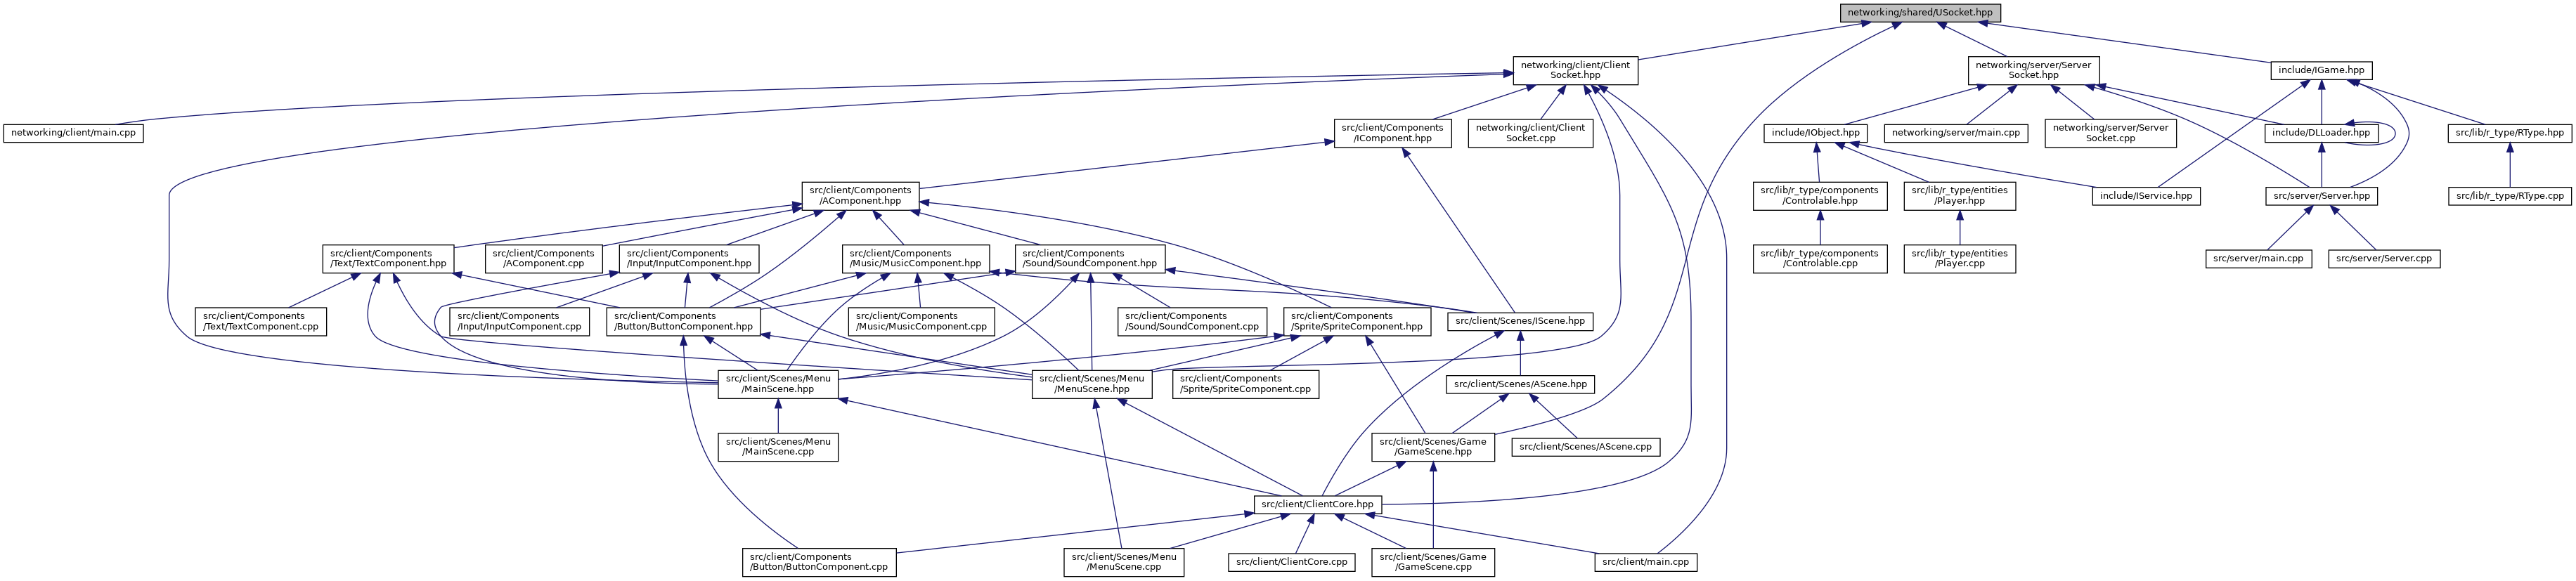 networking/shared/USocket.hpp
networking/client/Client
Socket.hpp
networking/server/Server
Socket.hpp
include/IGame.hpp
networking/client/main.cpp
src/client/Components
/IComponent.hpp
networking/client/Client
Socket.cpp
include/IObject.hpp
networking/server/main.cpp
networking/server/Server
Socket.cpp
include/DLLoader.hpp
src/lib/r_type/RType.hpp
src/client/Components
/AComponent.hpp
src/lib/r_type/components
/Controlable.hpp
src/lib/r_type/entities
/Player.hpp
include/IService.hpp
src/server/Server.hpp
src/lib/r_type/RType.cpp
src/client/Components
/Text/TextComponent.hpp
src/client/Components
/AComponent.cpp
src/client/Components
/Input/InputComponent.hpp
src/client/Components
/Music/MusicComponent.hpp
src/client/Components
/Sound/SoundComponent.hpp
src/lib/r_type/components
/Controlable.cpp
src/lib/r_type/entities
/Player.cpp
src/server/main.cpp
src/server/Server.cpp
src/client/Components
/Text/TextComponent.cpp
src/client/Components
/Input/InputComponent.cpp
src/client/Components
/Button/ButtonComponent.hpp
src/client/Components
/Music/MusicComponent.cpp
src/client/Components
/Sound/SoundComponent.cpp
src/client/Components
/Sprite/SpriteComponent.hpp
src/client/Scenes/IScene.hpp
src/client/Scenes/Menu
/MainScene.hpp
src/client/Scenes/Menu
/MenuScene.hpp
src/client/Components
/Sprite/SpriteComponent.cpp
src/client/Scenes/AScene.hpp
src/client/Scenes/Menu
/MainScene.cpp
src/client/Scenes/Game
/GameScene.hpp
src/client/Scenes/AScene.cpp
src/client/ClientCore.hpp
src/client/Components
/Button/ButtonComponent.cpp
src/client/Scenes/Menu
/MenuScene.cpp
src/client/ClientCore.cpp
src/client/Scenes/Game
/GameScene.cpp
src/client/main.cpp